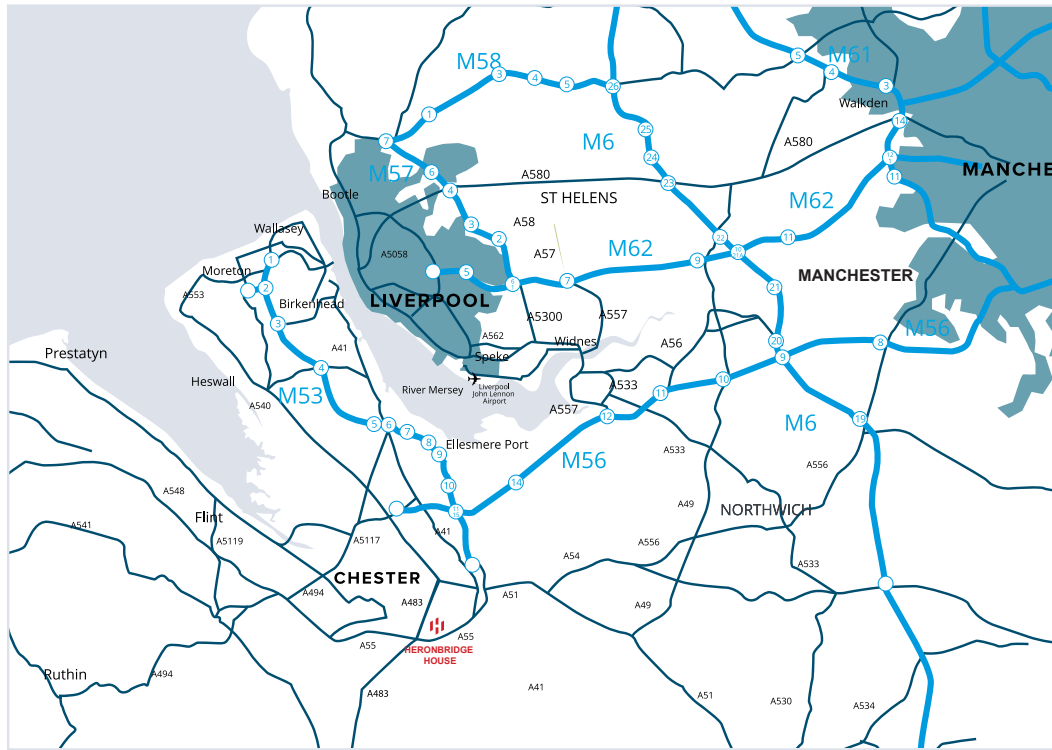 M58
M61
5
4
3
3
4
5
26
Walkden
1
14
7
25
M6
A580
24
12
M57
6
A580
23
11
MANCHE
4
Bootle
ST HELENS
M62
3
A58
Wallasey
2
22
11
A5058
A57
M62
10
1
9
Moreton
5
7
MANCHESTER
2
6
21
A553
Birkenhead
LIVERPOOL
A5300
A557
3
M56
A562
Widnes
A56
20
8
A41
Speke
9
Prestatyn
4
10
Heswall
River Mersey
Liverpool
John Lennon
Airport
A533
11
M53
A540
A557
12
M6
19
5
6
7
8
Ellesmere Port
9
A533
M56
A556
10
14
A548
A49
NORTHWICH
Flint
11
A541
A41
A5119
A5117
A556
A54
A533
CHESTER
A494
A483
A51
A49
HERONBRIDGE
HOUSE
A55
A55
Ruthin
A494
A483
A41
A51
A530
A534